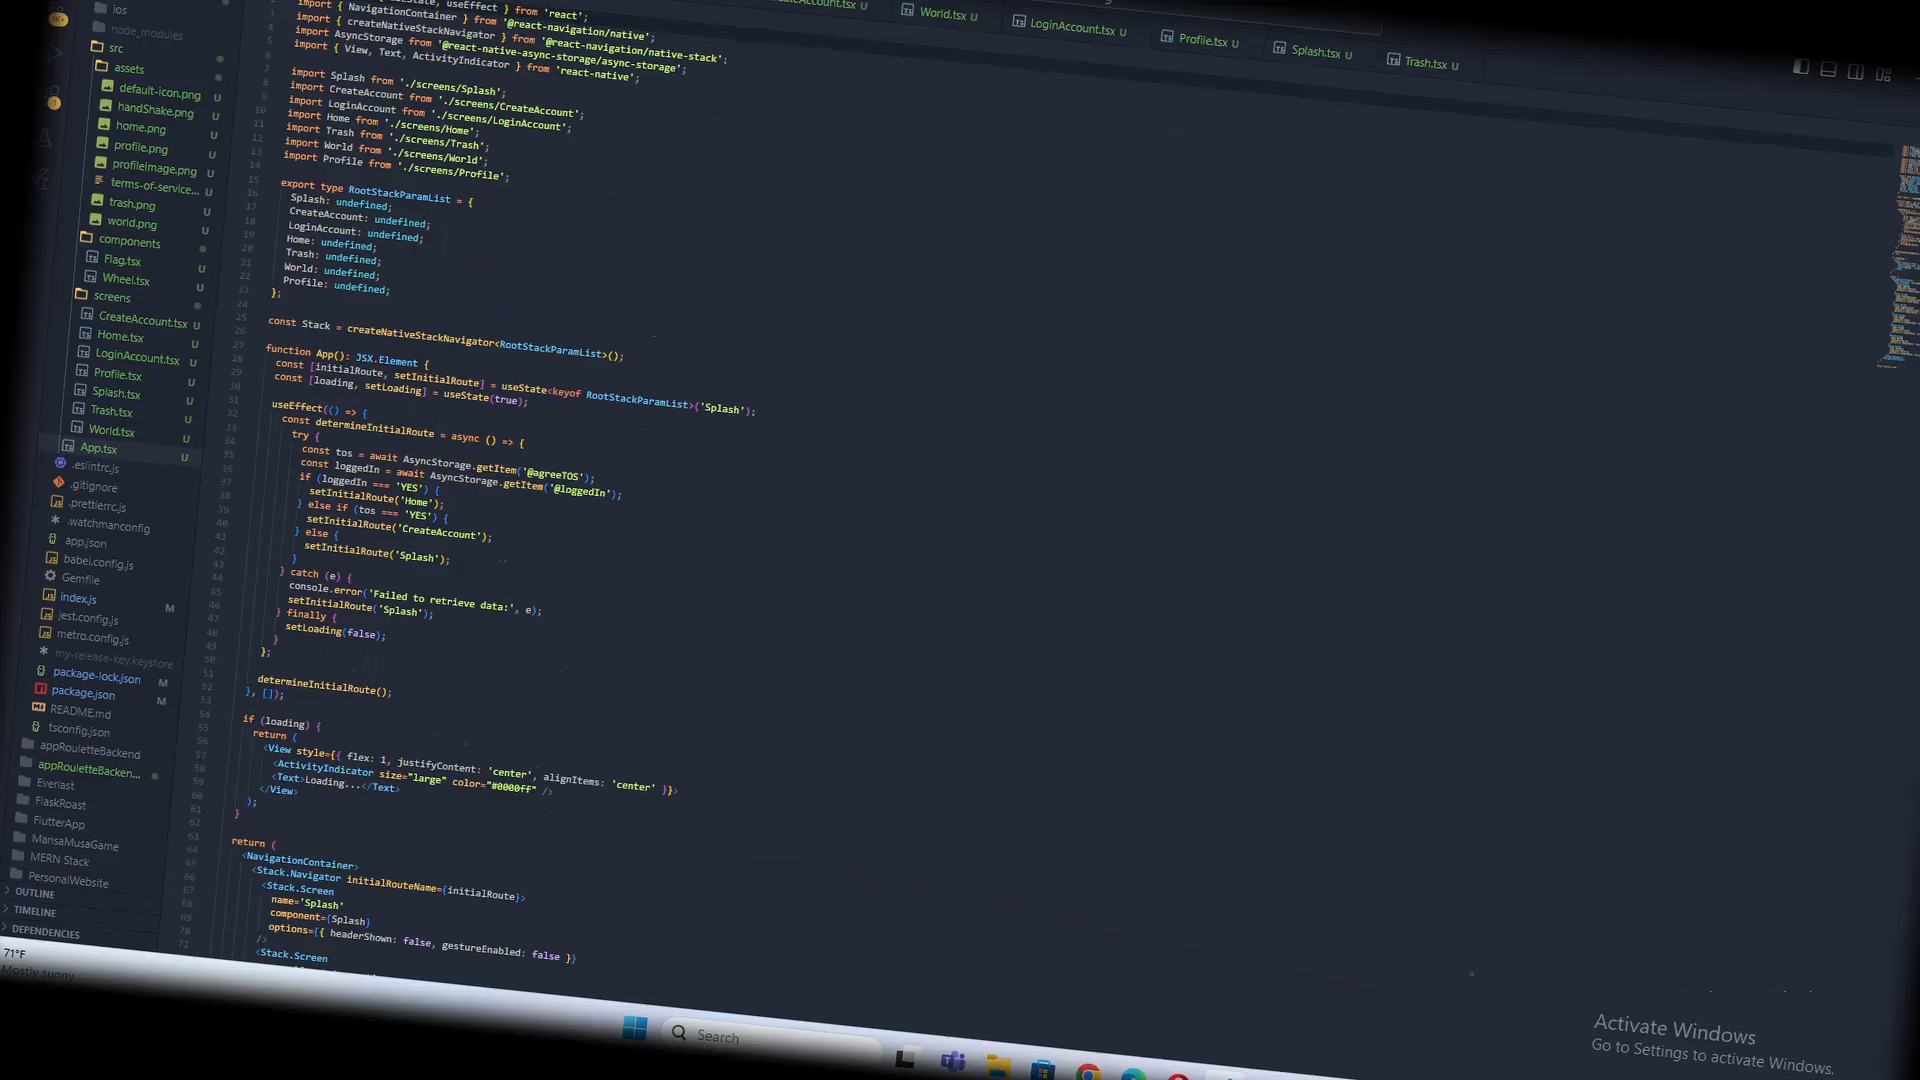 ios
node_modules
src
assets
default-icon.png U
handShake.png U
home.png U
profile.png U
profileImage.png U
terms-of-service... U
trash.png U
world.png U
components
Flag.tsx U
Wheel.tsx U
screens
CreateAccount.tsx U
Home.tsx U
LoginAccount.tsx U
Profile.tsx U
Splash.tsx U
Trash.tsx U
World.tsx U
App.tsx U
.eslintrc.js
.gitignore
.prettierrc.js
.watchmanconfig
app.json
babel.config.js
Gemfile
index.js M
jest.config.js
metro.config.js
my-release-key.keystore
package-lock.json M
package.json M
README.md
tsconfig.json
appRouletteBackend
appRouletteBacken...
Everlast
FlaskRoast
FlutterApp
MansaMusaGame
MERN Stack
PersonalWebsite
OUTLINE
TIMELINE
DEPENDENCIES
World.tsx U
LoginAccount.tsx U
Profile.tsx U
Splash.tsx U
Trash.tsx U
useEffect } from 'react';
import { NavigationContainer } from '@react-navigation/native';
import { createNativeStackNavigator } from '@react-navigation/native-stack';
import AsyncStorage from '@react-native-async-storage/async-storage';
import { View, Text, ActivityIndicator } from 'react-native';
import Splash from './screens/Splash';
import CreateAccount from './screens/CreateAccount';
import LoginAccount from './screens/LoginAccount';
import Home from './screens/Home';
import Trash from './screens/Trash';
import World from './screens/World';
import Profile from './screens/Profile';
export type RootStackParamList = {
Splash: undefined;
CreateAccount: undefined;
LoginAccount: undefined;
Home: undefined;
Trash: undefined;
World: undefined;
Profile: undefined;
};
const Stack = createNativeStackNavigator<RootStackParamList>();
function App(): JSX.Element {
const [initialRoute, setInitialRoute] = useState<keyof RootStackParamList>('Splash');
const [loading, setLoading] = useState(true);
useEffect(() => {
const determineInitialRoute = async () => {
try {
const tos = await AsyncStorage.getItem('@agreeTOS');
const loggedIn = await AsyncStorage.getItem('@loggedIn');
if (loggedIn === 'YES') {
setInitialRoute('Home');
} else if (tos === 'YES') {
setInitialRoute('CreateAccount');
} else {
setInitialRoute('Splash');
}
} catch (e) {
console.error('Failed to retrieve data:', e);
setInitialRoute('Splash');
} finally {
setLoading(false);
}
};
determineInitialRoute();
}, []);
if (loading) {
return (
<View style={{ flex: 1, justifyContent: 'center', alignItems: 'center' }}>
<ActivityIndicator size="large" color="#0000ff" />
<Text>Loading...</Text>
</View>
);
}
return (
<NavigationContainer>
<Stack.Navigator initialRouteName={initialRoute}>
<Stack.Screen
name='Splash'
component={Splash}
options={{ headerShown: false, gestureEnabled: false }}
/>
<Stack.Screen
71°F
Mostly sunny
Search
Activate Windows
Go to Settings to activate Windows.